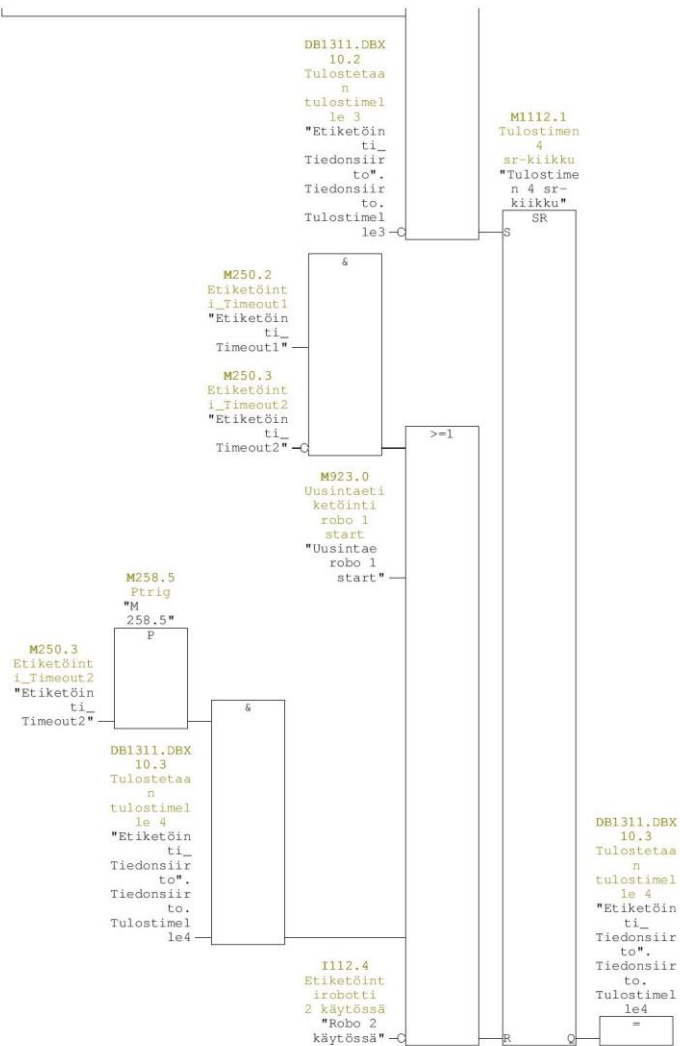 DB1311.DBX
10.2
Tulostetaa
n
tulostimel
le 3
"Etiketöin
ti_
Tiedonsiir
to".
Tiedonsiir
to.
Tulostimel
le3
M1112.1
Tulostimen
4
sr-kiikku
"Tulostime
n 4 sr-
kiikku"
SR
S
&
M250.2
Etiketöint
i_Timeout1
"Etiketöin
ti_
Timeout1"
M250.3
Etiketöint
i_Timeout2
"Etiketöin
ti_
Timeout2"
>=1
M923.0
Uusintaeti
ketöinti
robo 1
start
"Uusintae
robo 1
start"
M258.5
Ptrig
"M
258.5"
P
M250.3
Etiketöint
i_Timeout2
"Etiketöin
ti_
Timeout2"
&
DB1311.DBX
10.3
Tulostetaa
n
tulostimel
le 4
"Etiketöin
ti_
Tiedonsiir
to".
Tiedonsiir
to.
Tulostimel
le4
I112.4
Etiketöint
irobotti
2 käytössä
"Robo 2
käytössä"
R
Q
DB1311.DBX
10.3
Tulostetaa
n
tulostimel
le 4
"Etiketöin
ti_
Tiedonsiir
to".
Tiedonsiir
to.
Tulostimel
le4
=